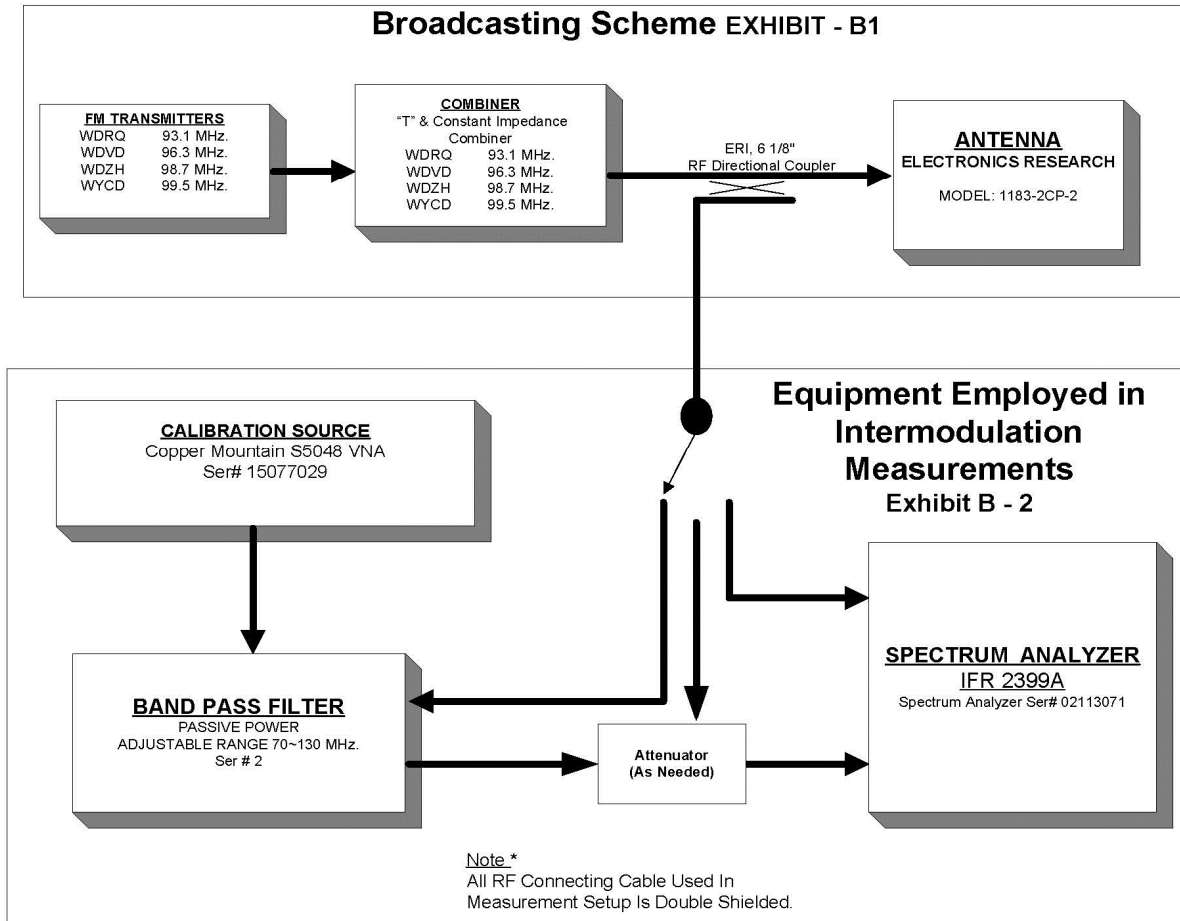 Broadcasting Scheme EXHIBIT - B1
FM TRANSMITTERS
WDRQ 93.1 MHz.
WDVD 96.3 MHz.
WDZH 98.7 MHz.
WYCD 99.5 MHz.
COMBINER
“T” & Constant Impedance
Combiner
WDRQ 93.1 MHz.
WDVD 96.3 MHz.
WDZH 98.7 MHz.
WYCD 99.5 MHz.
ERI, 6 1/8"
RF Directional Coupler
ANTENNA
ELECTRONICS RESEARCH
MODEL: 1183-2CP-2
Equipment Employed in
Intermodulation
Measurements
Exhibit B - 2
CALIBRATION SOURCE
Copper Mountain S5048 VNA
Ser# 15077029
BAND PASS FILTER
PASSIVE POWER
ADJUSTABLE RANGE 70~130 MHz.
Ser # 2
Attenuator
(As Needed)
SPECTRUM ANALYZER
IFR 2399A
Spectrum Analyzer Ser# 02113071
Note *
All RF Connecting Cable Used In
Measurement Setup Is Double Shielded.